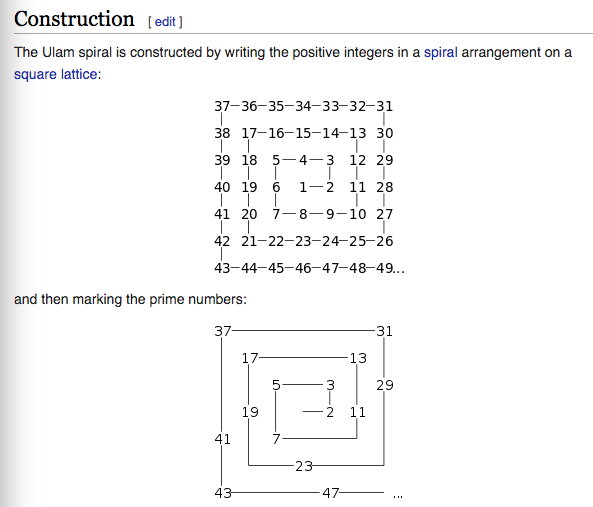 Construction [edit]
The Ulam spiral is constructed by writing the positive integers in a spiral arrangement on a
square lattice:
37–36–35–34–33–32–31
38 17–16–15–14–13 30
39 18 5–4–3 12 29
40 19 6 1–2 11 28
41 20 7–8–9–10 27
42 21–22–23–24–25–26
43–44–45–46–47–48–49...
and then marking the prime numbers:
37 31
17 13
5 3 29
19 2 11
41 7
23
43 47 ...